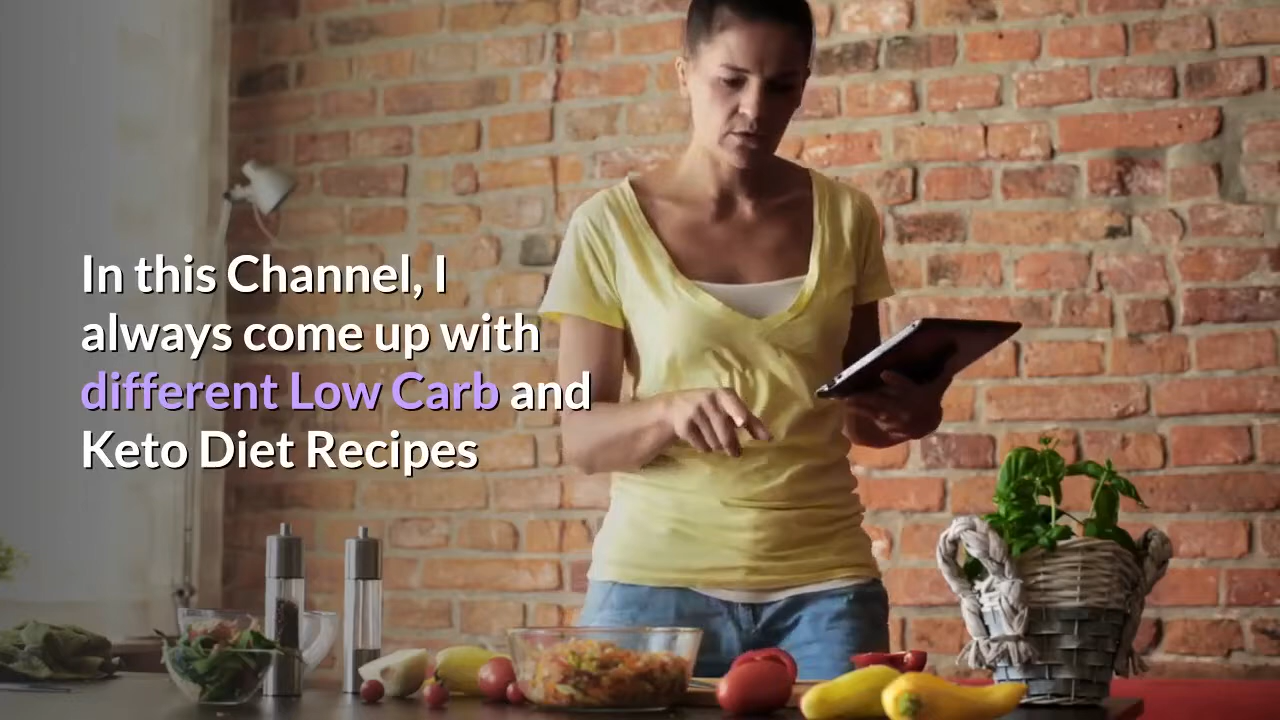 In this Channel, I
always come up with
different Low Carb and
Keto Diet Recipes